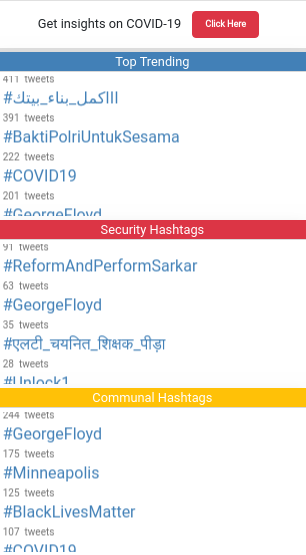 Get insights on COVID-19 Click Here
Top Trending
411 tweets
#اااكمل_بناء_بيتك
391 tweets
#BaktiPolriUntukSesama
222 tweets
#COVID19
201 tweets
#GeorgeFloyd
Security Hashtags
91 tweets
#ReformAndPerformSarkar
63 tweets
#GeorgeFloyd
35 tweets
#एलटी_चयनित_शिक्षक_पीड़ा
28 tweets
#Unlock1
Communal Hashtags
244 tweets
#GeorgeFloyd
175 tweets
#Minneapolis
125 tweets
#BlackLivesMatter
107 tweets
#COVID19